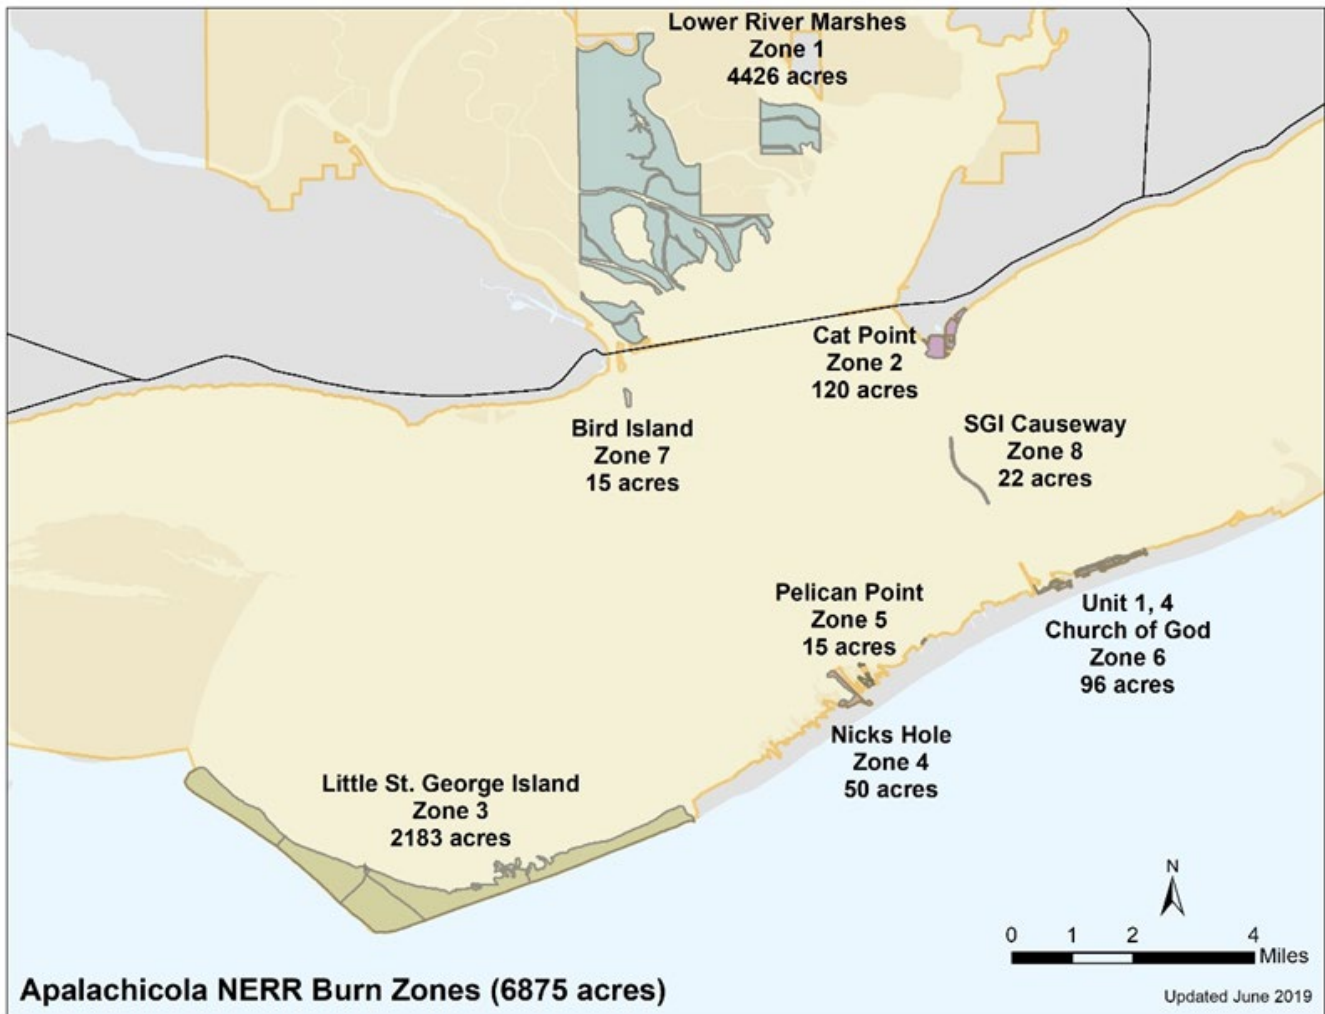 Lower River Marshes
Zone 1
4426 acres
Cat Point
Zone 2
120 acres
Bird Island
Zone 7
15 acres
SGI Causeway
Zone 8
22 acres
Pelican Point
Zone 5
15 acres
Unit 1, 4
Church of God
Zone 6
96 acres
Nicks Hole
Zone 4
50 acres
Little St. George Island
Zone 3
2183 acres
N
0 1 2 4
Miles
Apalachicola NERR Burn Zones (6875 acres)
Updated June 2019